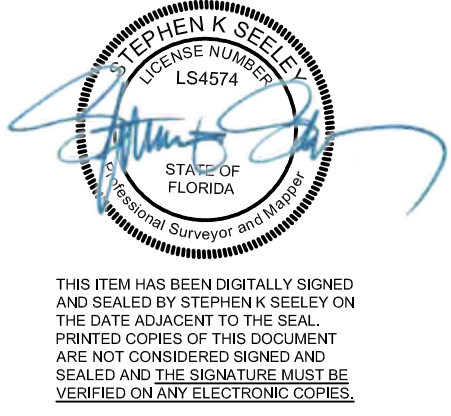 STEPHEN K SEELEY
LICENSE NUMBER
LS4574
STATE OF
FLORIDA
Professional Surveyor and Mapper
THIS ITEM HAS BEEN DIGITALLY SIGNED
AND SEALED BY STEPHEN K SEELEY ON
THE DATE ADJACENT TO THE SEAL.
PRINTED COPIES OF THIS DOCUMENT
ARE NOT CONSIDERED SIGNED AND
SEALED AND THE SIGNATURE MUST BE
VERIFIED ON ANY ELECTRONIC COPIES.